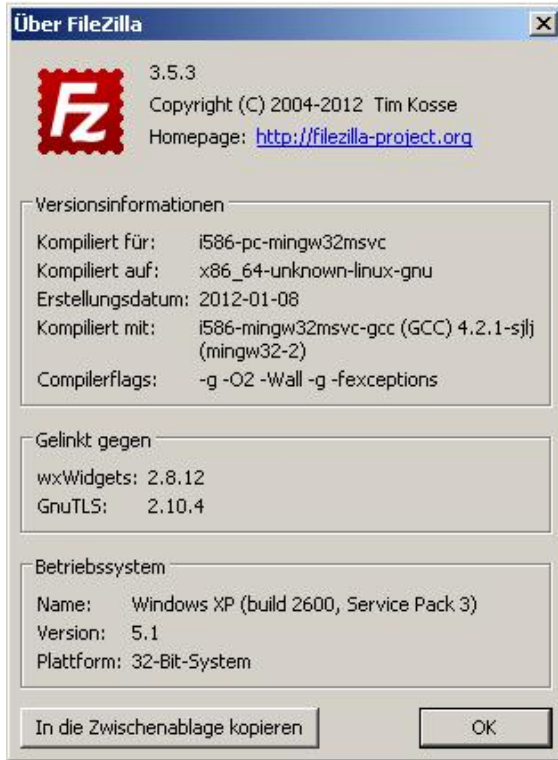 Über FileZilla
Fz
3.5.3
Copyright (C) 2004-2012 Tim Kosse
Homepage: http://filezilla-project.org
Versionsinformationen
Kompiliert für: i586-pc-mingw32msvc
Kompiliert auf: x86_64-unknown-linux-gnu
Erstellungsdatum: 2012-01-08
Kompiliert mit: i586-mingw32msvc-gcc (GCC) 4.2.1-sjlj
(mingw32-2)
Compilerflags: -g -O2 -Wall -g -fexceptions
Gelinkt gegen
wxWidgets: 2.8.12
GnuTLS: 2.10.4
Betriebssystem
Name: Windows XP (build 2600, Service Pack 3)
Version: 5.1
Plattform: 32-Bit-System
In die Zwischenablage kopieren
OK